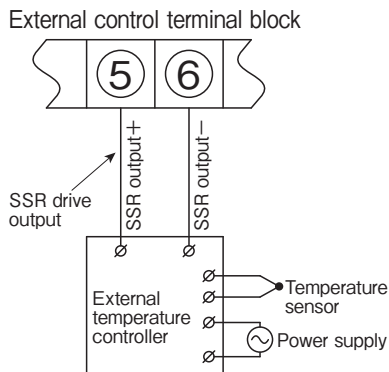 External control terminal block
5 6
SSR output+
SSR output−
SSR drive
output
External
temperature
controller
Temperature
sensor
Power supply